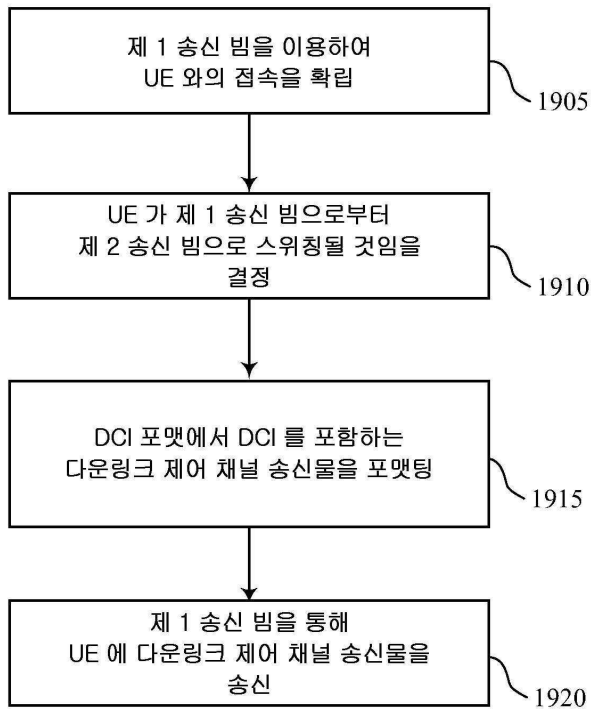 제 1 송신 빔을 이용하여
UE 와의 접속을 확립
1905
UE 가 제 1 송신 빔으로부터
제 2 송신 빔으로 스위칭될 것임을
결정
1910
DCI 포맷에서 DCI 를 포함하는
다운링크 제어 채널 송신물을 포맷팅
1915
제 1 송신 빔을 통해
UE 에 다운링크 제어 채널 송신물을
송신
1920